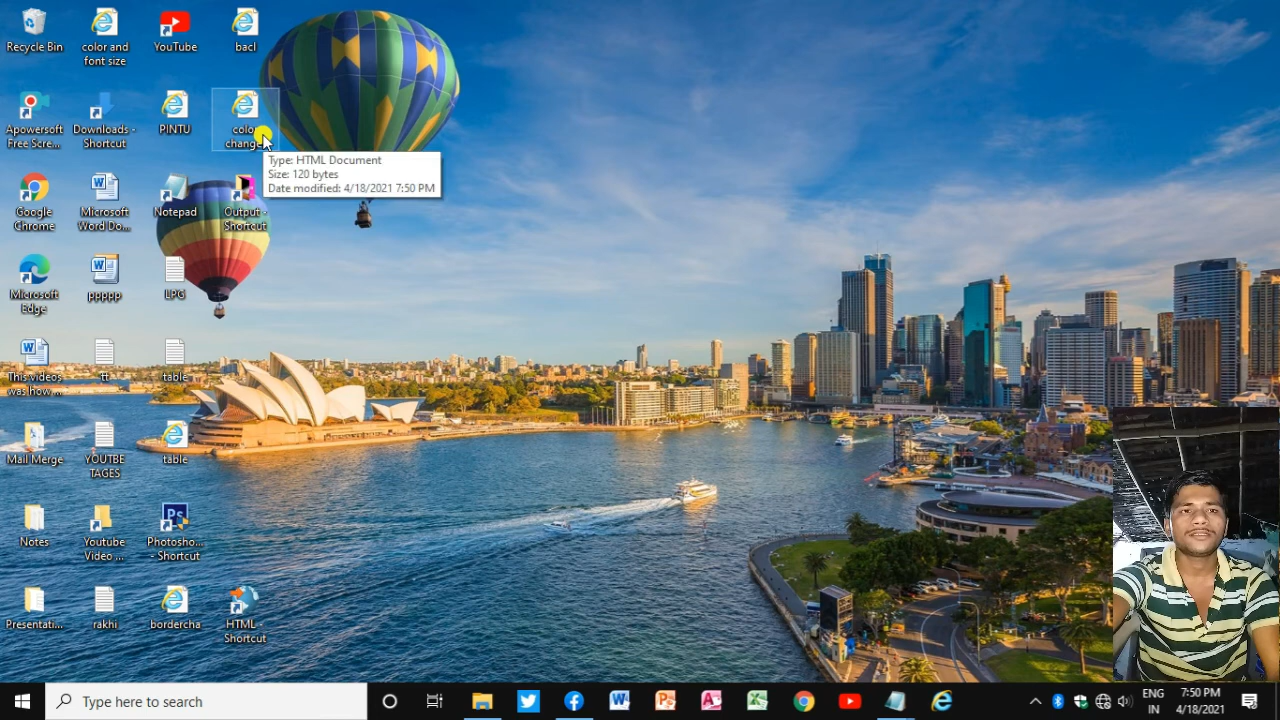 Recycle Bin
color and
font size
YouTube
bacl
Apowersoft
Free Scre...
Downloads -
Shortcut
PINTU
change
Type: HTML Document
Size: 120 bytes
Date modified: 4/18/2021 7:50 PM
Google
Chrome
Microsoft
Word Do...
Notepad
Output -
Shortcut
Microsoft
Edge
ppppp
LPG
This videos
was how...
tt
table
Mail Merge
YOUTBE
TAGES
table
Notes
Youtube
Video ...
Photosho...
- Shortcut
Presentati...
rakhi
bordercha
HTML -
Shortcut
Type here to search
ENG
IN
7:50 PM
4/18/2021